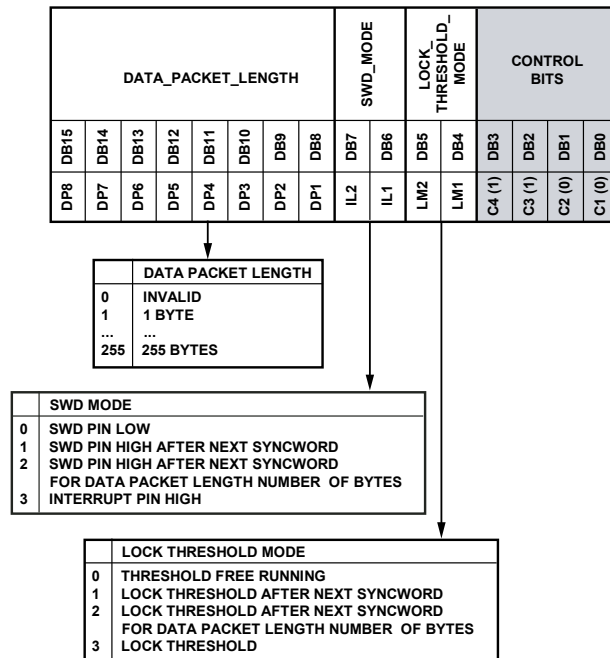 DATA_PACKET_LENGTH
SWD_MODE
LOCK_
THRESHOLD_
MODE
CONTROL
BITS
DB15 DB14 DB13 DB12 DB11 DB10 DB9 DB8 DB7 DB6 DB5 DB4 DB3 DB2 DB1 DB0
DP8 DP7 DP6 DP5 DP4 DP3 DP2 DP1 IL2 IL1 LM2 LM1 C4 (1) C3 (1) C2 (0) C1 (0)
DATA PACKET LENGTH
0 INVALID
1 1 BYTE
... ...
255 255 BYTES
SWD MODE
0 SWD PIN LOW
1 SWD PIN HIGH AFTER NEXT SYNCWORD
2 SWD PIN HIGH AFTER NEXT SYNCWORD
FOR DATA PACKET LENGTH NUMBER OF BYTES
3 INTERRUPT PIN HIGH
LOCK THRESHOLD MODE
0 THRESHOLD FREE RUNNING
1 LOCK THRESHOLD AFTER NEXT SYNCWORD
2 LOCK THRESHOLD AFTER NEXT SYNCWORD
FOR DATA PACKET LENGTH NUMBER OF BYTES
3 LOCK THRESHOLD